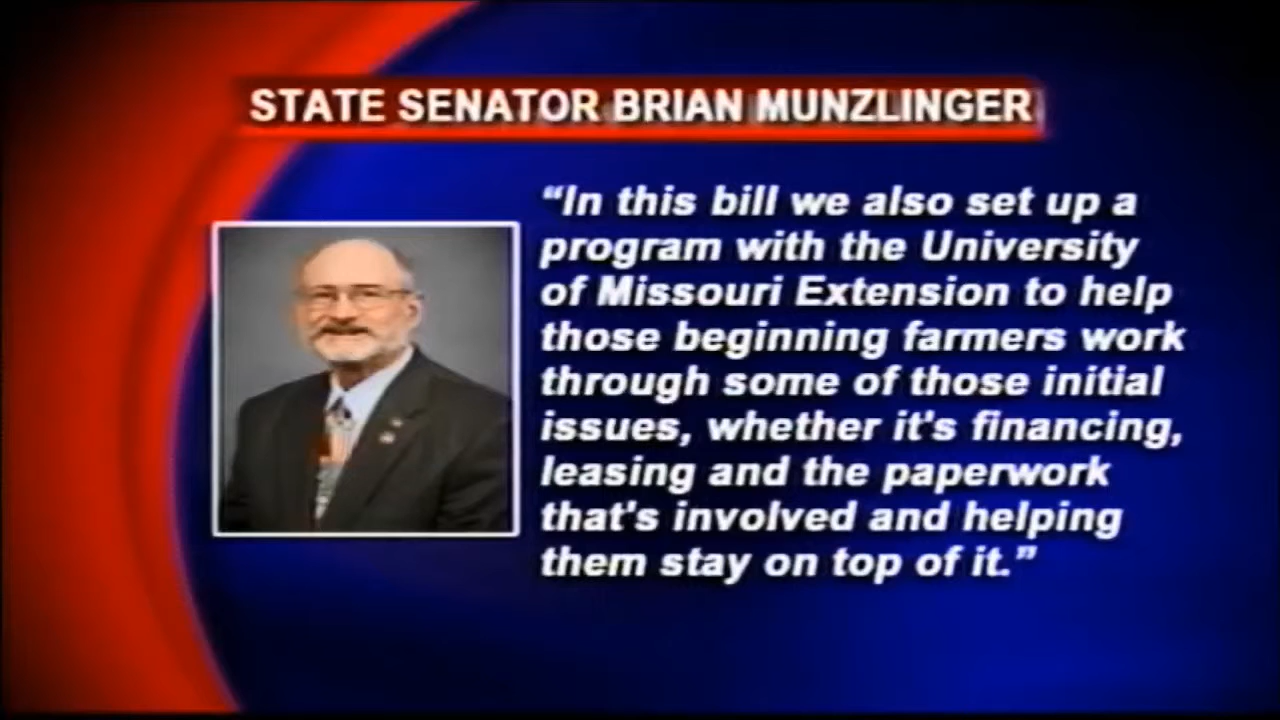 STATE SENATOR BRIAN MUNZLINGER
“In this bill we also set up a
program with the University
of Missouri Extension to help
those beginning farmers work
through some of those initial
issues, whether it's financing,
leasing and the paperwork
that's involved and helping
them stay on top of it.”